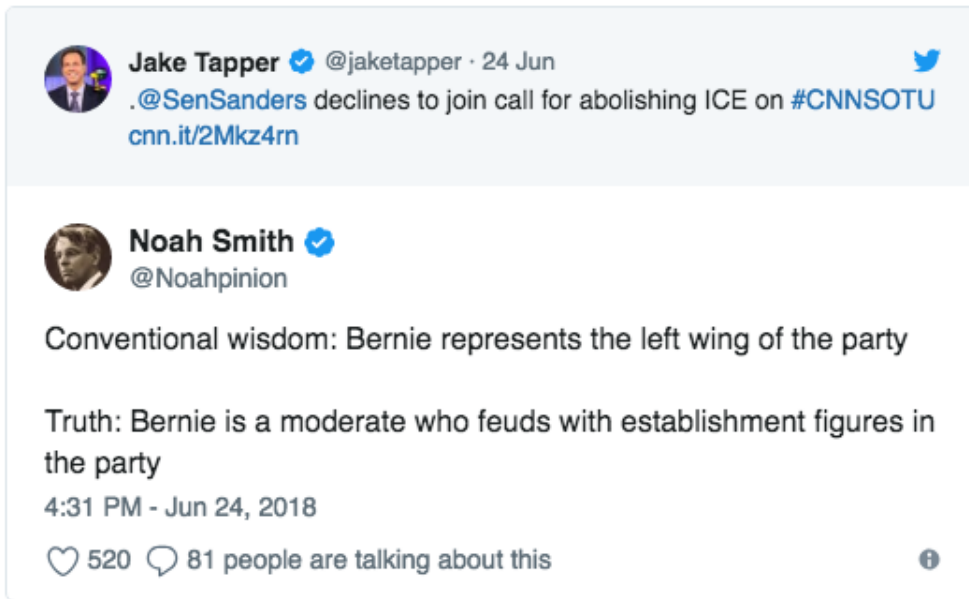 Jake Tapper @jaketapper · 24 Jun
.@SenSanders declines to join call for abolishing ICE on #CNNSOTU
cnn.it/2Mkz4rn
Noah Smith
@Noahpinion
Conventional wisdom: Bernie represents the left wing of the party
Truth: Bernie is a moderate who feuds with establishment figures in
the party
4:31 PM - Jun 24, 2018
520 81 people are talking about this